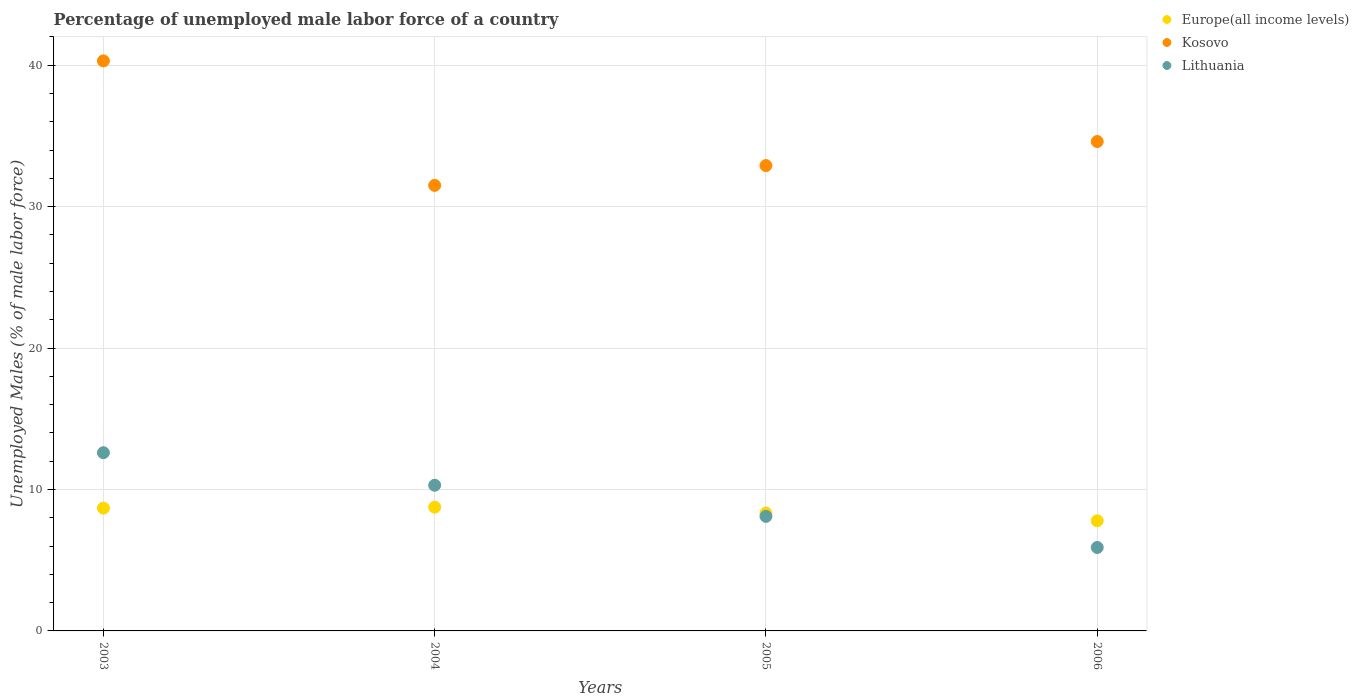 Percentage of unemployed male labor force of a country
Europe(all income levels)
Kosovo
Lithuania
Unemployed Males (% of male labor force)
40
30
20
10
0
2003
2004
2005
2006
Years